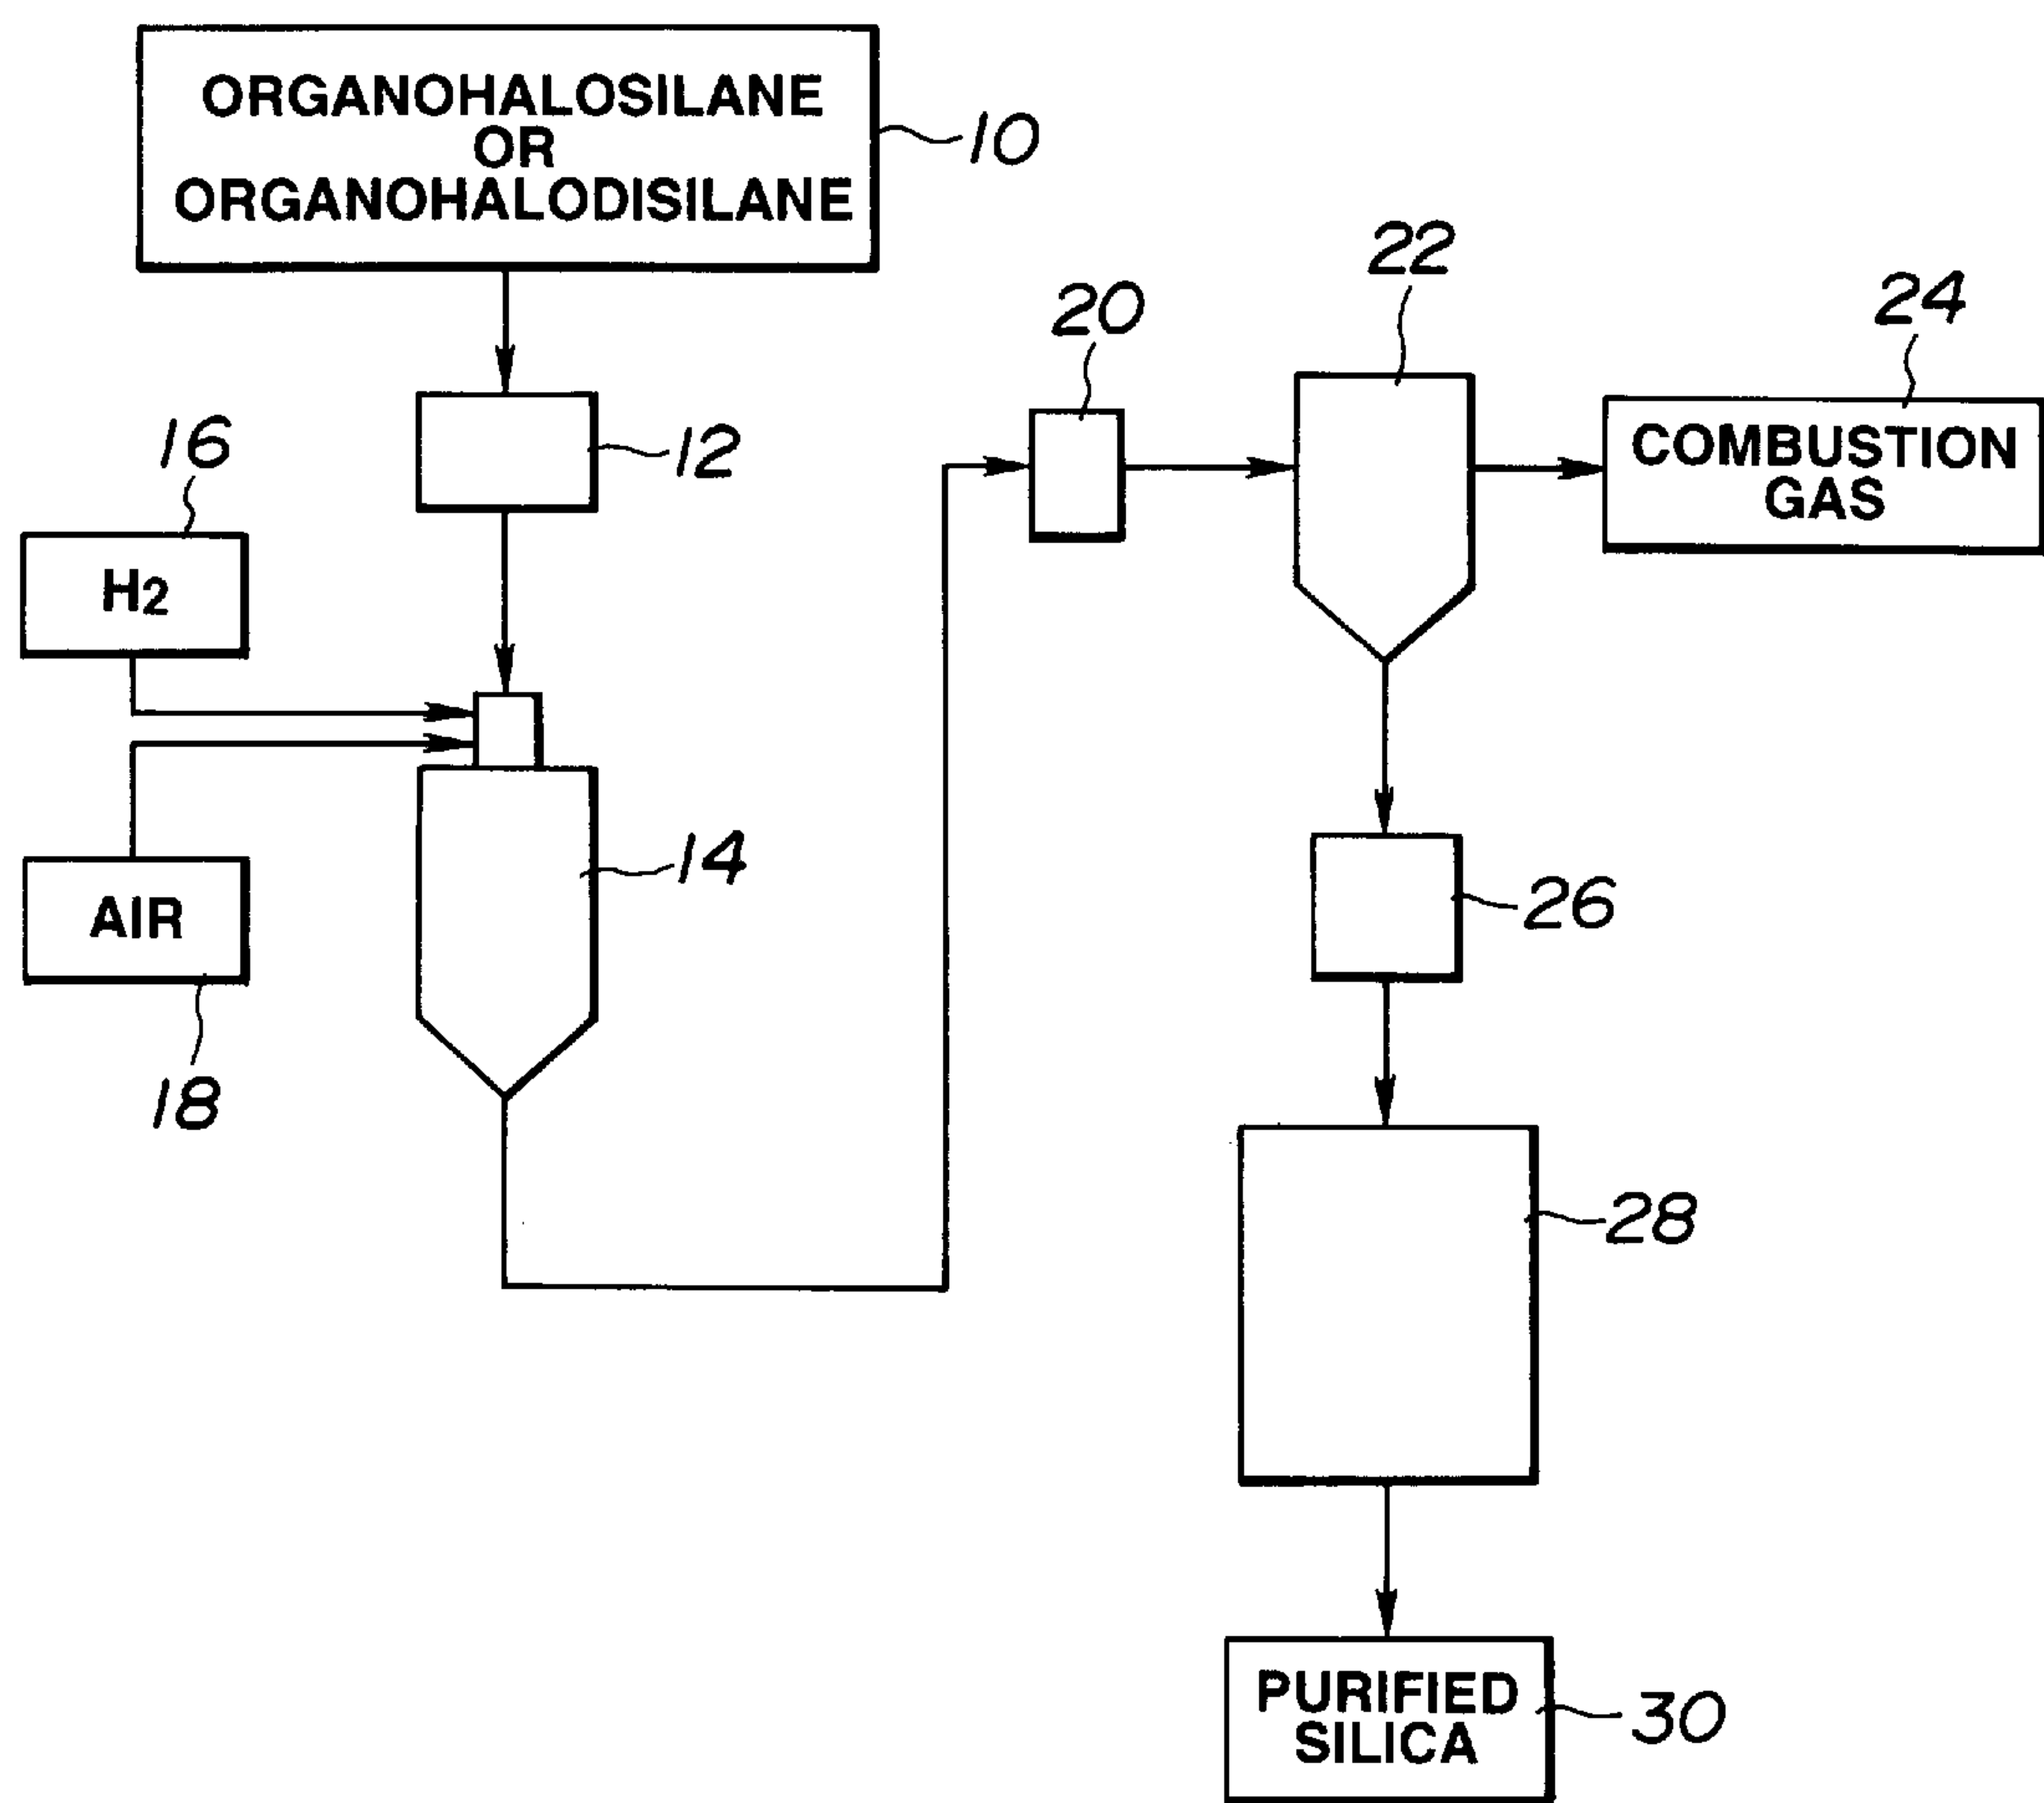 ORGANOHALOSILANE
OR
ORGANOHALODISILANE
10
12
16
H2
14
AIR
18
20
22
24
COMBUSTION
GAS
26
28
PURIFIED
SILICA
30